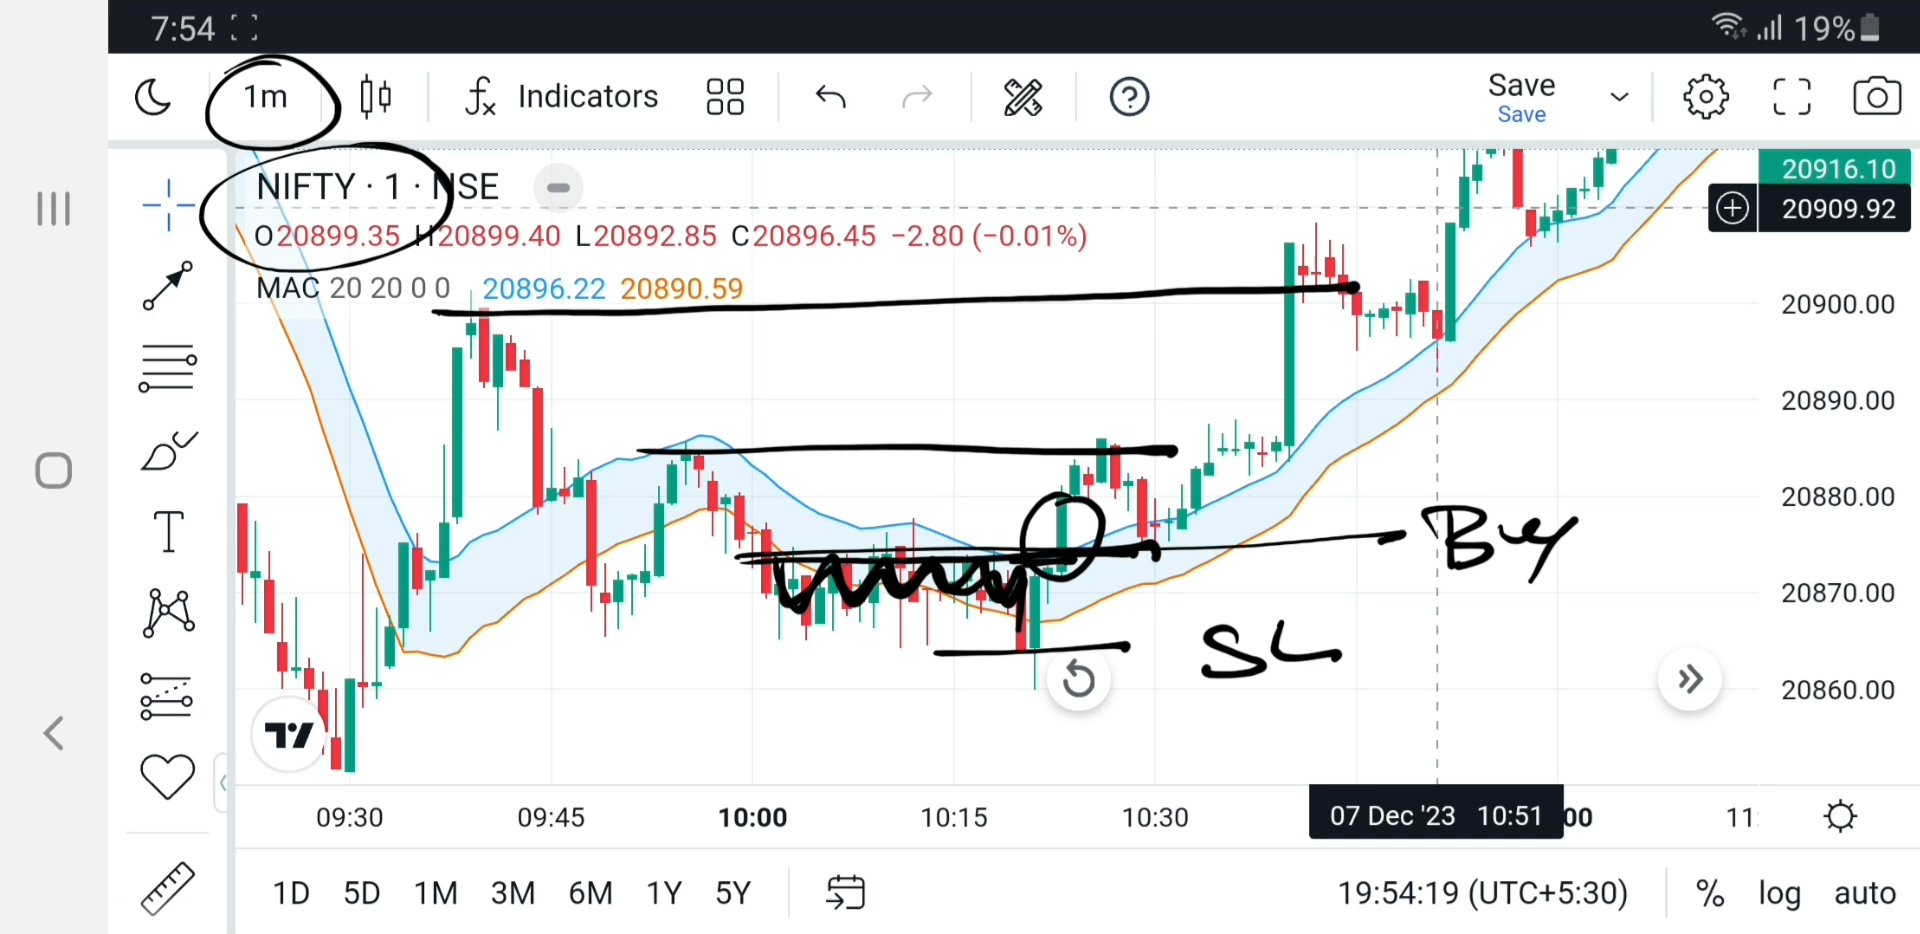 7:54 19%
1m Indicators Save
Save
NIFTY · 1 · NSE
O20899.35 H20899.40 L20892.85 C20896.45 −2.80 (−0.01%)
MAC 20 20 0 0 20896.22 20890.59
20916.10
20909.92
20900.00
20890.00
20880.00
20870.00
20860.00
Buy
SL
09:30 09:45 10:00 10:15 10:30 07 Dec '23 10:51 :00 11:
1D 5D 1M 3M 6M 1Y 5Y 19:54:19 (UTC+5:30) % log auto